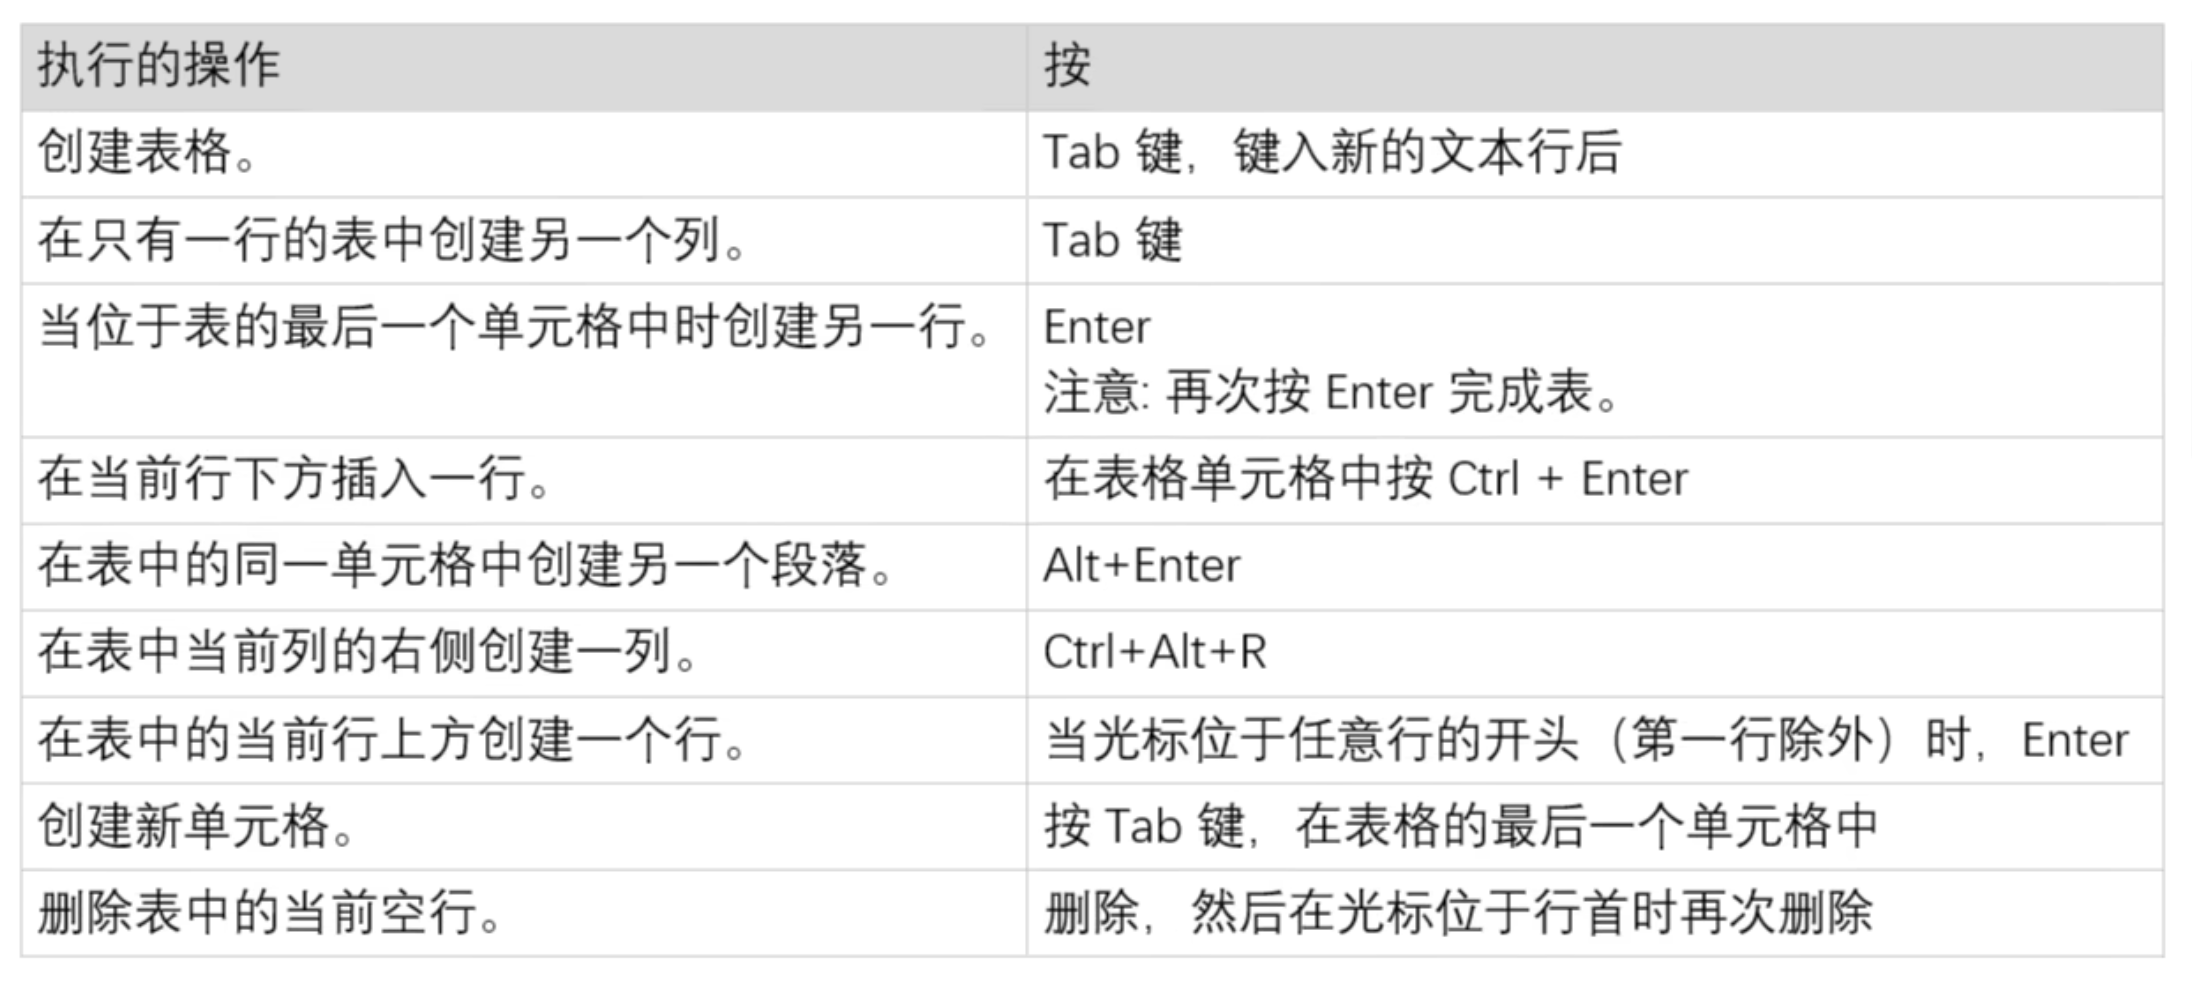 执行的操作 按
创建表格。 Tab 键，键入新的文本行后
在只有一行的表中创建另一个列。 Tab 键
当位于表的最后一个单元格中时创建另一行。 Enter
注意: 再次按 Enter 完成表。
在当前行下方插入一行。 在表格单元格中按 Ctrl + Enter
在表中的同一单元格中创建另一个段落。 Alt+Enter
在表中当前列的右侧创建一列。 Ctrl+Alt+R
在表中的当前行上方创建一个行。 当光标位于任意行的开头（第一行除外）时，Enter
创建新单元格。 按 Tab 键，在表格的最后一个单元格中
删除表中的当前空行。 删除，然后在光标位于行首时再次删除